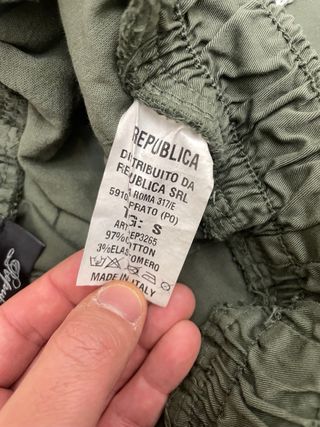 REPUBLICA
DISTRIBUITO DA
REPUBLICA SRL
ROMA 317/E
PRATO (PO)
TG: S
97% COTTON
3%ELASTOMERO
MADE IN ITALY